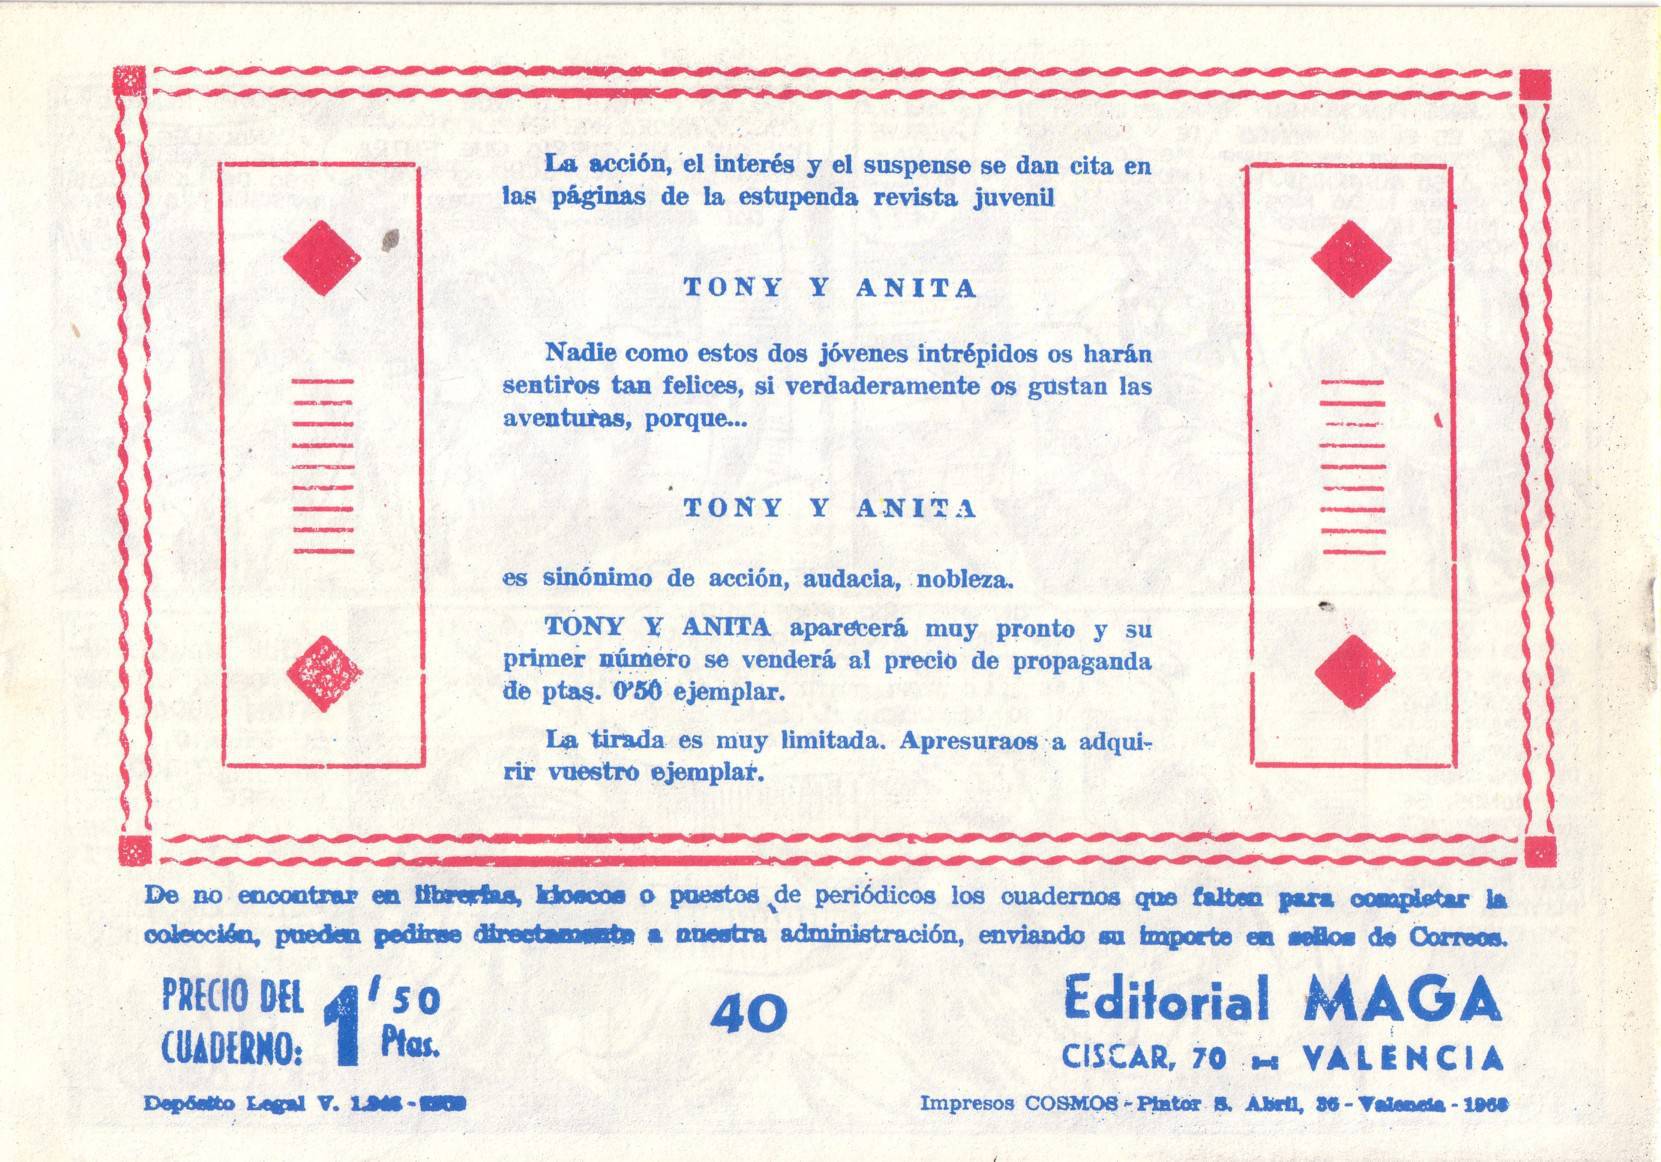 La acción, el interés y el suspense se dan cita en
las páginas de la estupenda revista juvenil
TONY Y ANITA
Nadie como estos dos jóvenes intrépidos os harán
sentiros tan felices, si verdaderamente os gustan las
aventuras, porque...
TONY Y ANITA
es sinónimo de acción, audacia, nobleza.
TONY Y ANITA aparecerá muy pronto y su
primer número se venderá al precio de propaganda
de ptas. 0'50 ejemplar.
La tirada es muy limitada. Apresuraos a adqui-
rir vuestro ejemplar.
De no encontrar en librerías, kioscos o puestos de periódicos los cuadernos que falten para completar la
colección, pueden pedirse directamente a nuestra administración, enviando su importe en sellos de Correos.
PRECIO DEL CUADERNO: 1'50 Ptas.
40
Editorial MAGA
CISCAR, 70 - VALENCIA
Depósito Legal V.
Impresos COSMOS - Pintor S. Abril, 36 - Valencia -